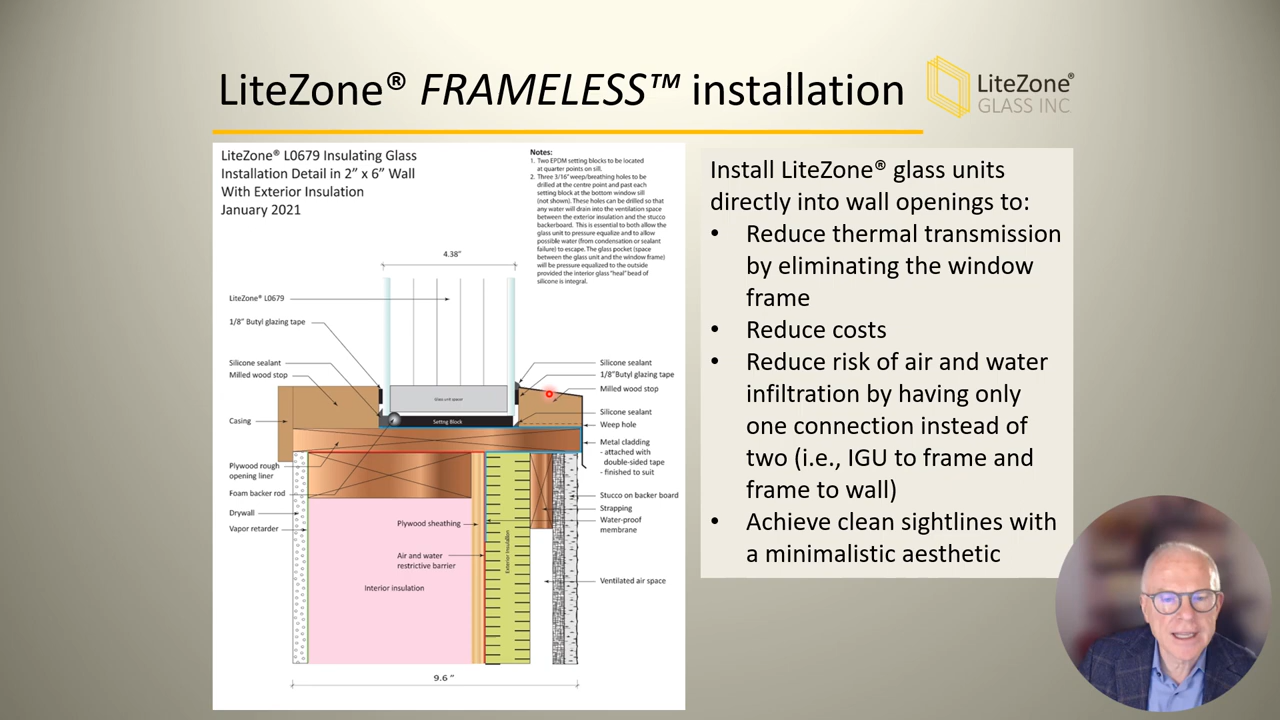 LiteZone® FRAMELESS™ installation
LiteZone®
GLASS INC
LiteZone® L0679 Insulating Glass
Installation Detail in 2” x 6” Wall
With Exterior Insulation
January 2021
Notes:
1. Two EPDM setting blocks to be located
at quarter points on sill.
2. Three 3/16” weep/breathing holes to be
drilled at the centre point and past each
setting block at the bottom window sill
(not shown). These holes can be drilled so that
any water will drain into the ventilation space
between the exterior insulation and the stucco
backerboard. This is essential to both allow the
glass unit to pressure equalize and to allow
possible water (from condensation or sealant
failure) to escape. The glass pocket (space
between the glass unit and the window frame)
will be pressure equalized to the outside
provided the interior glass “heal” bead of
silicone is integral.
4.38”
LiteZone® L0679
1/8” Butyl glazing tape
Silicone sealant
Milled wood stop
Casing
Plywood rough
opening liner
Foam backer rod
Drywall
Vapor retarder
Glass unit spacer
Setting Block
Plywood sheathing
Air and water
restrictive barrier
Interior insulation
Exterior Insulation
Silicone sealant
1/8”Butyl glazing tape
Milled wood stop
Silicone sealant
Weep hole
Metal cladding
- attached with
double-sided tape
- finished to suit
Stucco on backer board
Strapping
Water-proof
membrane
Ventilated air space
9.6 “
Install LiteZone® glass units
directly into wall openings to:
• Reduce thermal transmission
by eliminating the window
frame
• Reduce costs
• Reduce risk of air and water
infiltration by having only
one connection instead of
two (i.e., IGU to frame and
frame to wall)
• Achieve clean sightlines with
a minimalistic aesthetic